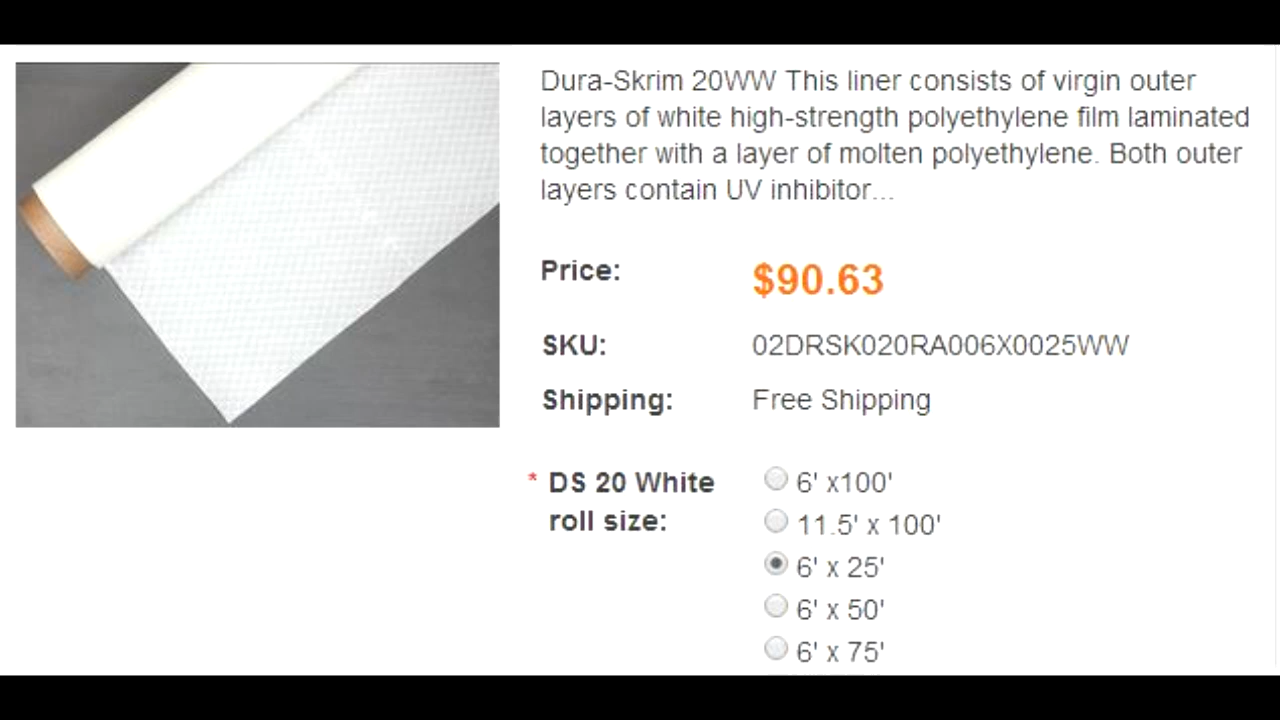 Dura-Skrim 20WW This liner consists of virgin outer
layers of white high-strength polyethylene film laminated
together with a layer of molten polyethylene. Both outer
layers contain UV inhibitor...
Price: $90.63
SKU: 02DRSK020RA006X0025WW
Shipping: Free Shipping
* DS 20 White
roll size:
6' x100'
11.5' x 100'
6' x 25'
6' x 50'
6' x 75'